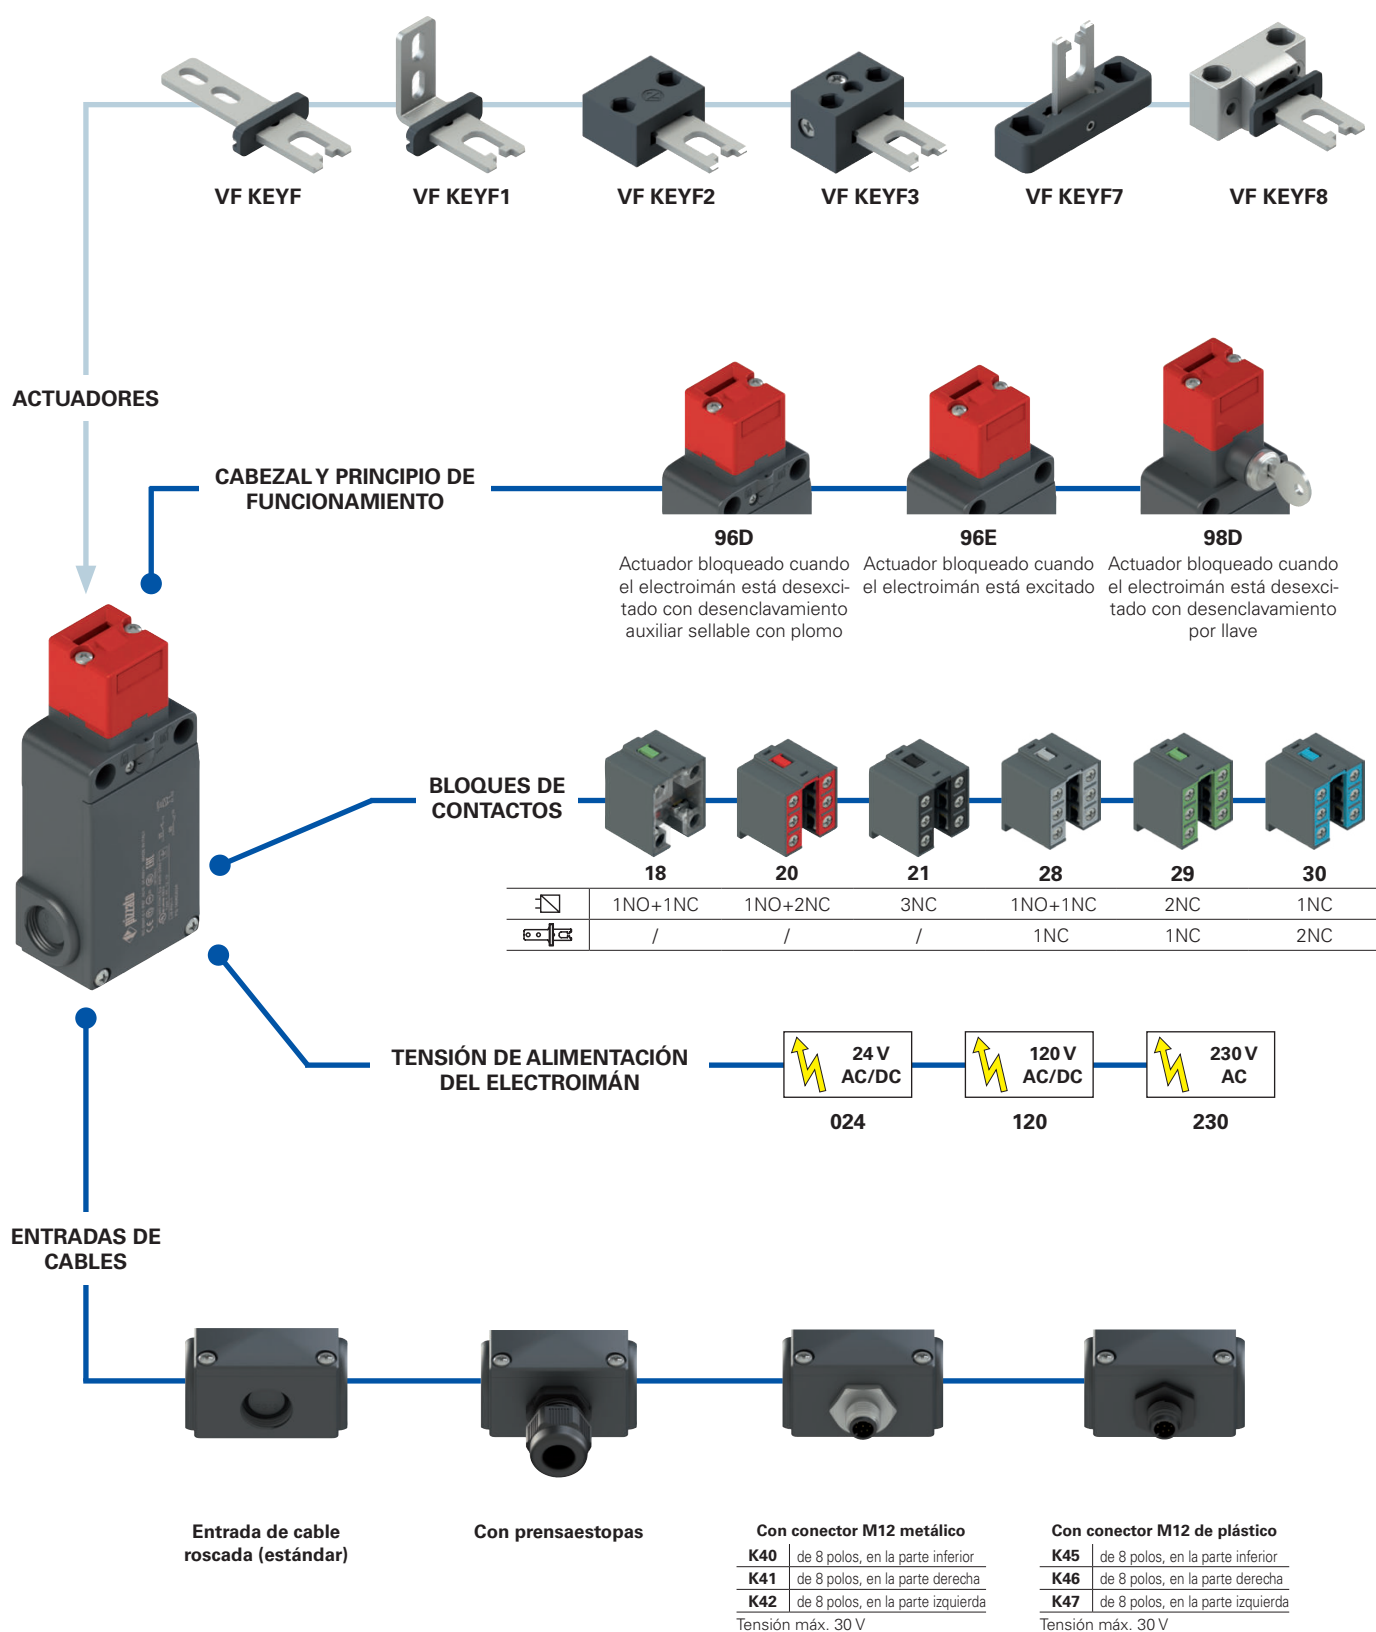 VF KEYF
VF KEYF1
VF KEYF2
VF KEYF3
VF KEYF7
VF KEYF8
ACTUADORES
CABEZAL Y PRINCIPIO DE
FUNCIONAMIENTO
96D
Actuador bloqueado cuando
el electroimán está desexci-
tado con desenclavamiento
auxiliar sellable con plomo
96E
Actuador bloqueado cuando
el electroimán está excitado
98D
Actuador bloqueado cuando
el electroimán está desexci-
tado con desenclavamiento
por llave
pizzato
BLOQUES DE
CONTACTOS
18 20 21 28 29 30
1NO+1NC 1NO+2NC 3NC 1NO+1NC 2NC 1NC
/ / / 1NC 1NC 2NC
TENSIÓN DE ALIMENTACIÓN
DEL ELECTROIMÁN
24 V
AC/DC
024
120 V
AC/DC
120
230 V
AC
230
ENTRADAS DE
CABLES
Entrada de cable
roscada (estándar)
Con prensaestopas
Con conector M12 metálico
K40 de 8 polos, en la parte inferior
K41 de 8 polos, en la parte derecha
K42 de 8 polos, en la parte izquierda
Tensión máx. 30 V
Con conector M12 de plástico
K45 de 8 polos, en la parte inferior
K46 de 8 polos, en la parte derecha
K47 de 8 polos, en la parte izquierda
Tensión máx. 30 V